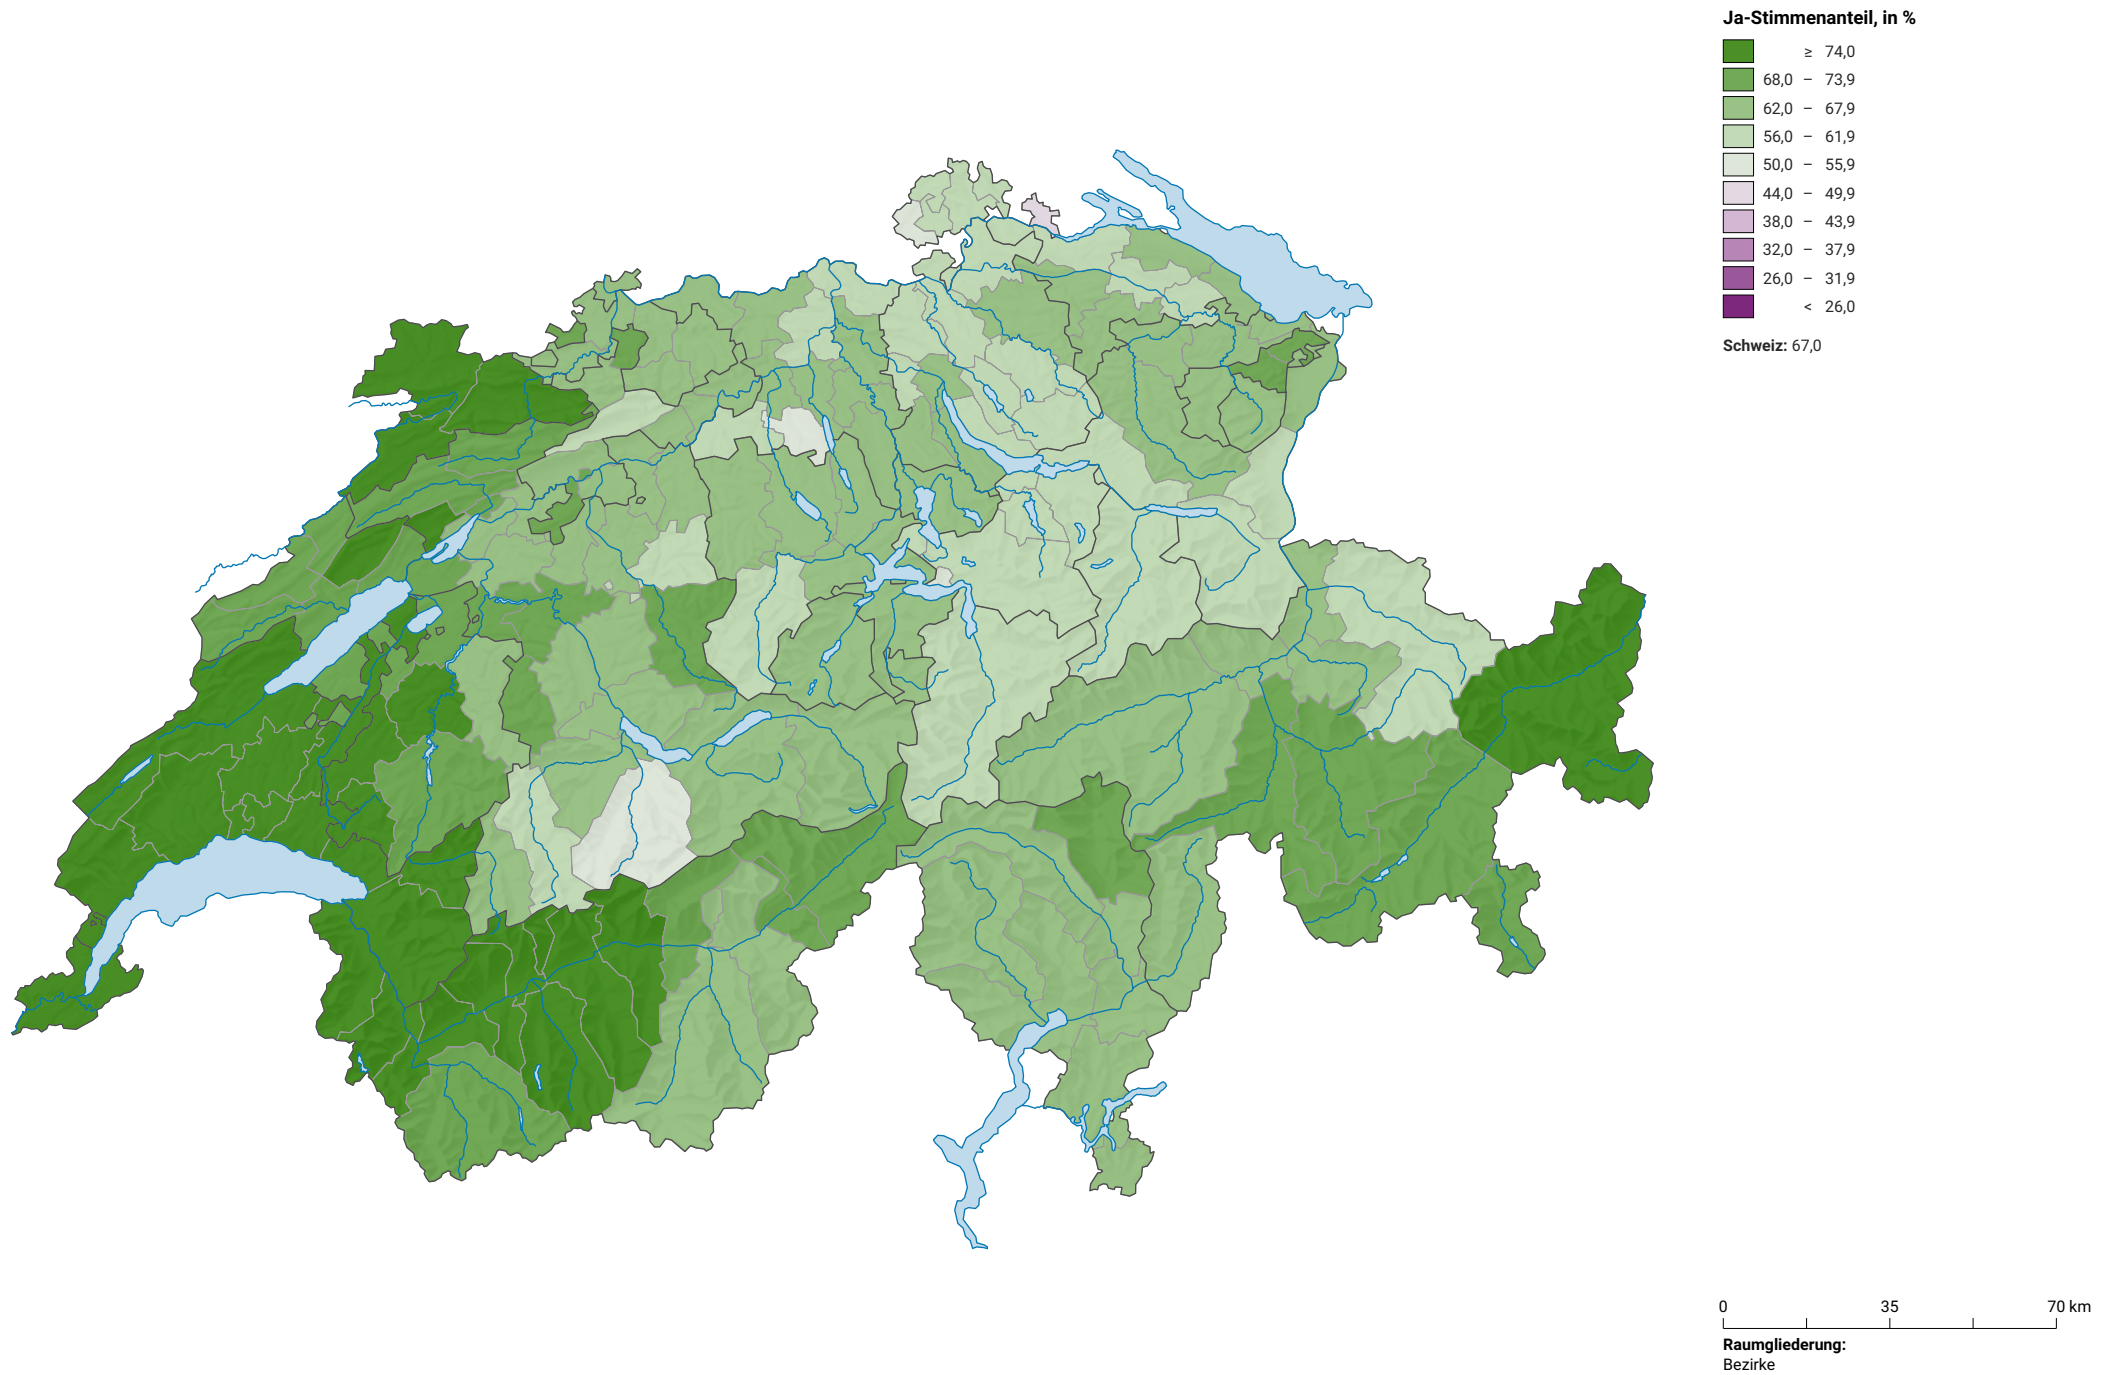 Ja-Stimmenanteil, in %
≥ 74,0
68,0 – 73,9
62,0 – 67,9
56,0 – 61,9
50,0 – 55,9
44,0 – 49,9
38,0 – 43,9
32,0 – 37,9
26,0 – 31,9
< 26,0
Schweiz: 67,0
0 35 70 km
Raumgliederung:
Bezirke